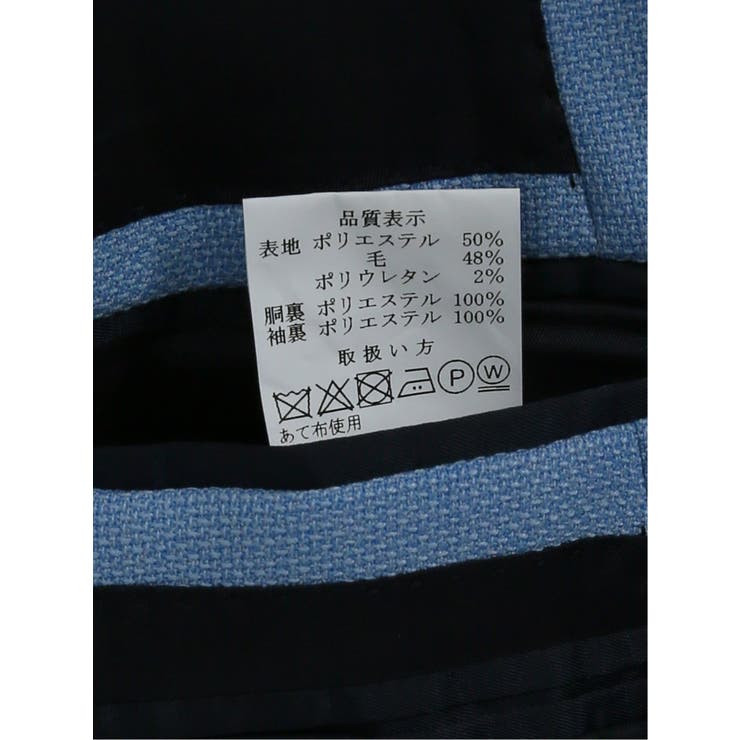 品質表示
表地 ポリエステル 50%
毛 48%
ポリウレタン 2%
胴裏 ポリエステル 100%
袖裏 ポリエステル 100%
取扱い方
P W
あて布使用